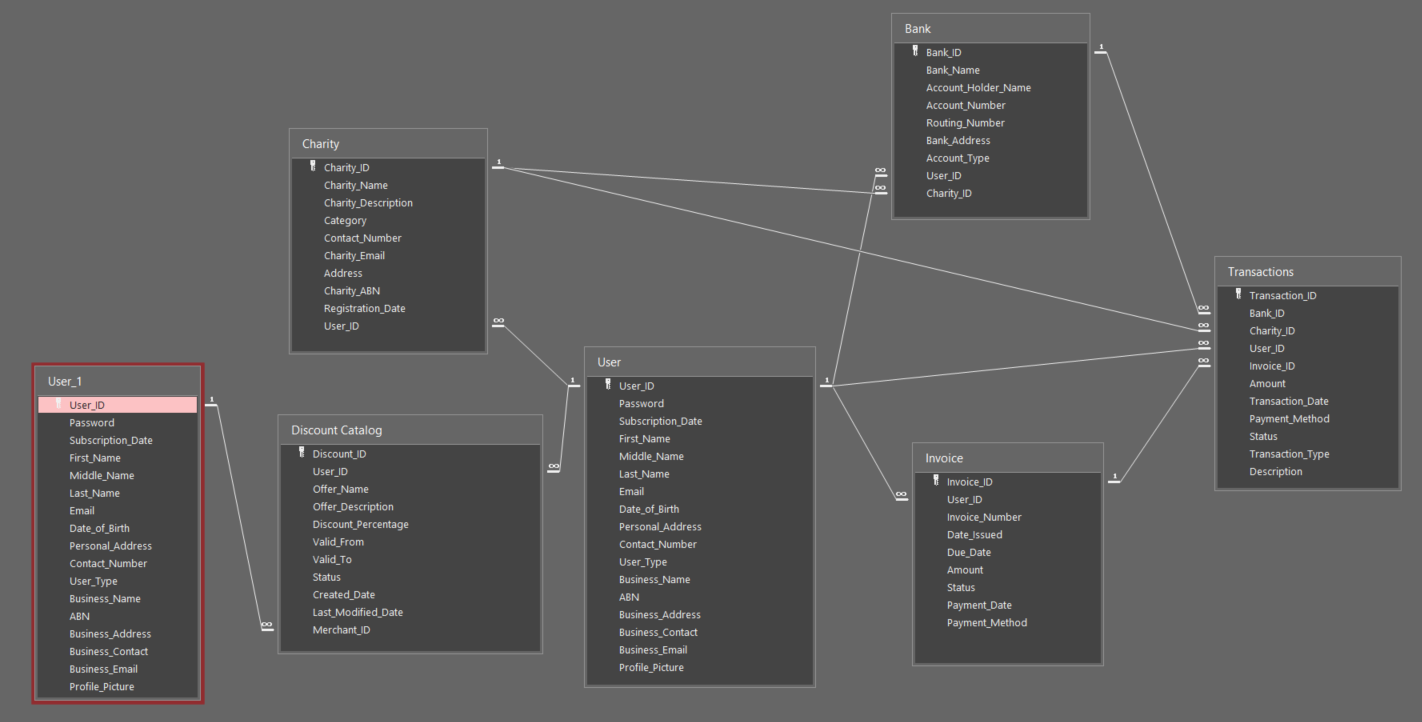 Bank
Bank_ID
Bank_Name
Account_Holder_Name
Account_Number
Routing_Number
Bank_Address
Account_Type
User_ID
Charity_ID
1
∞
∞
Charity
Charity_ID
Charity_Name
Charity_Description
Category
Contact_Number
Charity_Email
Address
Charity_ABN
Registration_Date
User_ID
1
∞
Transactions
Transaction_ID
Bank_ID
Charity_ID
User_ID
Invoice_ID
Amount
Transaction_Date
Payment_Method
Status
Transaction_Type
Description
∞
∞
∞
∞
User_1
User_ID
Password
Subscription_Date
First_Name
Middle_Name
Last_Name
Email
Date_of_Birth
Personal_Address
Contact_Number
User_Type
Business_Name
ABN
Business_Address
Business_Contact
Business_Email
Profile_Picture
1
Discount Catalog
Discount_ID
User_ID
Offer_Name
Offer_Description
Discount_Percentage
Valid_From
Valid_To
Status
Created_Date
Last_Modified_Date
Merchant_ID
∞
∞
User
User_ID
Password
Subscription_Date
First_Name
Middle_Name
Last_Name
Email
Date_of_Birth
Personal_Address
Contact_Number
User_Type
Business_Name
ABN
Business_Address
Business_Contact
Business_Email
Profile_Picture
1
1
Invoice
Invoice_ID
User_ID
Invoice_Number
Date_Issued
Due_Date
Amount
Status
Payment_Date
Payment_Method
∞
1